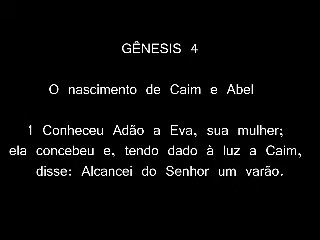 GÊNESIS 4
O nascimento de Caim e Abel
1 Conheceu Adão a Eva, sua mulher;
ela concebeu e, tendo dado à luz a Caim,
disse: Alcancei do Senhor um varão.